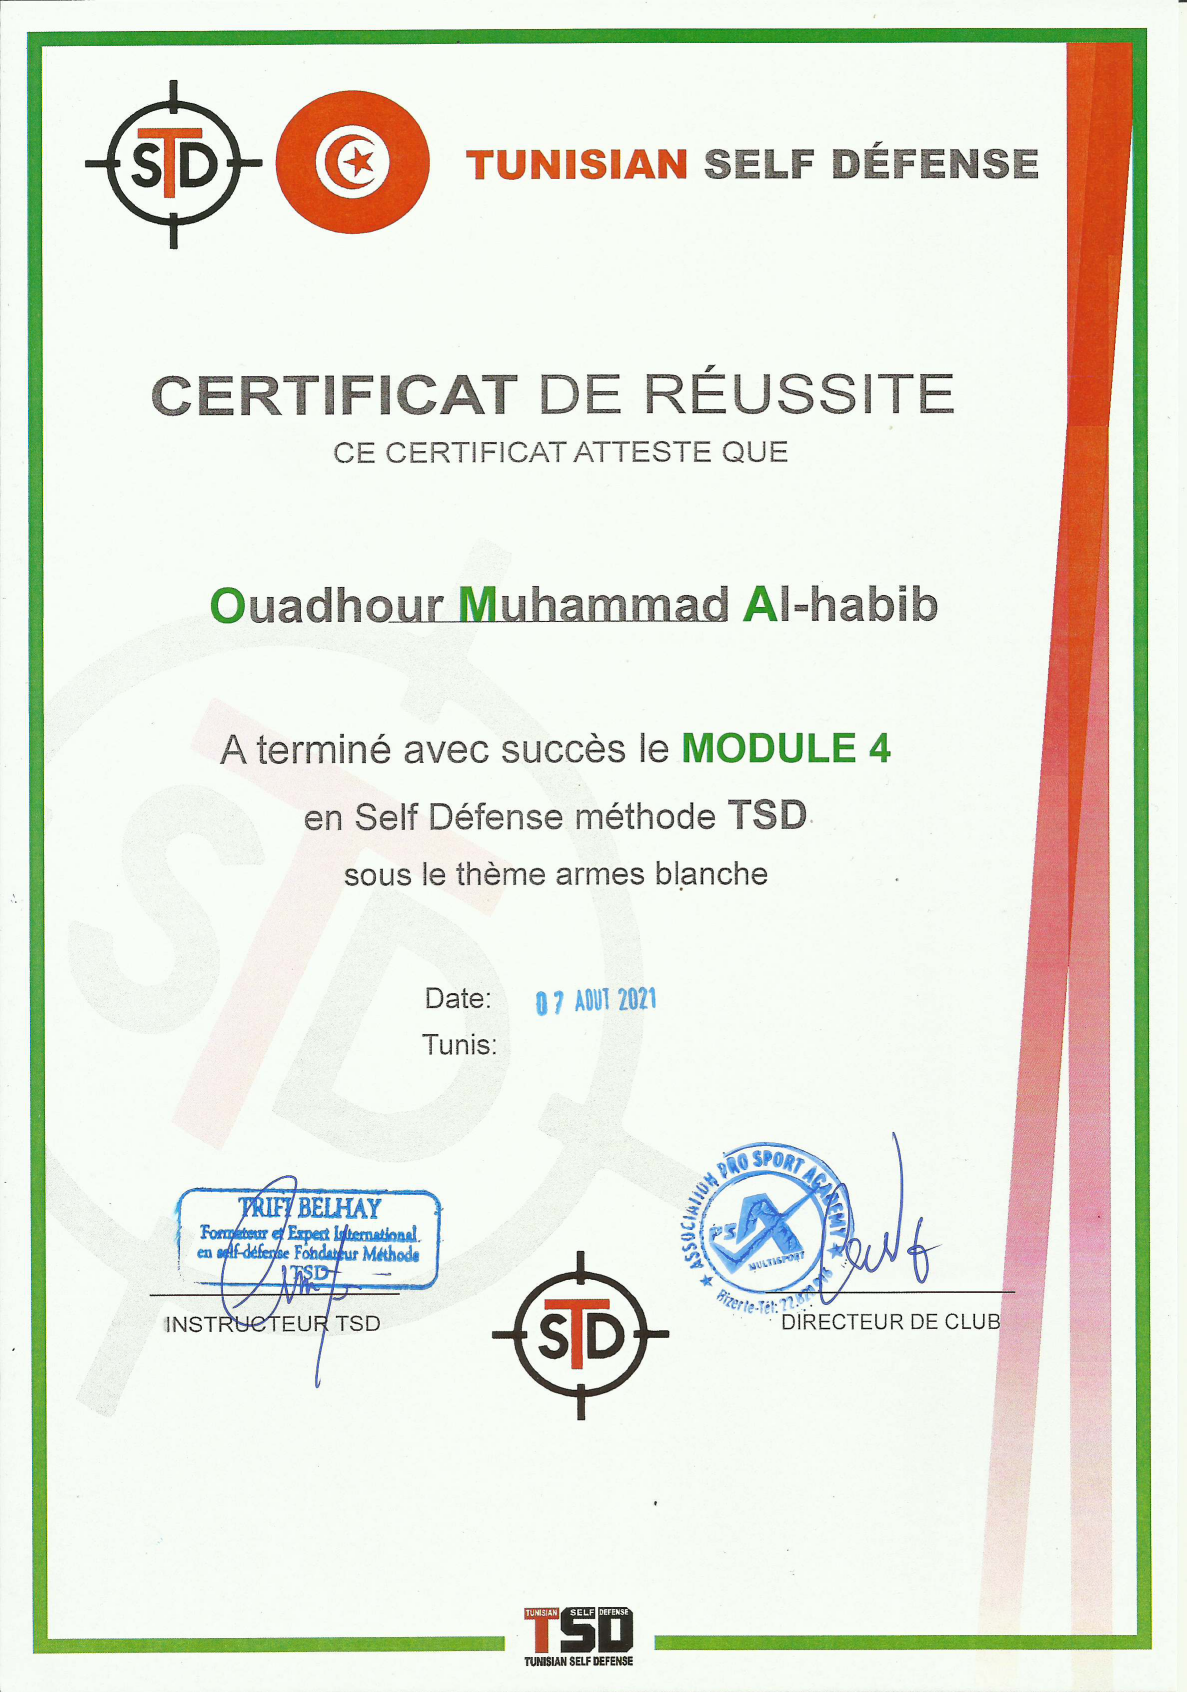 STD
TUNISIAN SELF DÉFENSE
CERTIFICAT DE RÉUSSITE
CE CERTIFICAT ATTESTE QUE
Ouadhour Muhammad Al-habib
A terminé avec succès le MODULE 4
en Self Défense méthode TSD
sous le thème armes blanche
Date: 07 AOUT 2021
Tunis:
TRIFI BELHAY
Formateur et Expert International
en self-défense Fondateur Méthode
TSD
INSTRUCTEUR TSD
ASSOCIATION PRO SPORT ACADEMY
PSA
MULTISPORT
Bizerte-Tél:
DIRECTEUR DE CLUB
STD
TUNISIAN SELF DEFENSE
TSD
TUNISIAN SELF DEFENSE